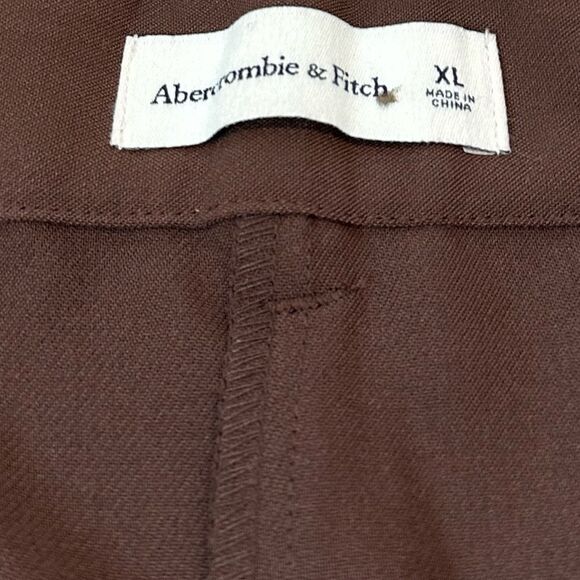 Abercrombie & Fitch
XL
MADE IN
CHINA